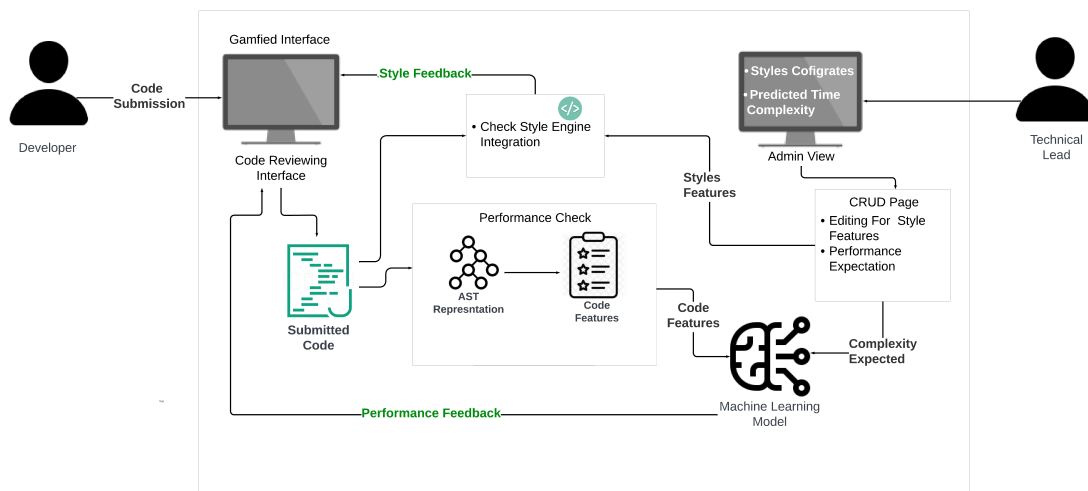 Gamfied Interface
Code
Submission
Developer
Code Reviewing
Interface
Style Feedback
</>
• Check Style Engine
Integration
• Styles Cofigrates
• Predicted Time
Complexity
Admin View
Technical
Lead
Styles
Features
CRUD Page
• Editing For Style
Features
• Performance
Expectation
Performance Check
AST
Represntation
Code
Features
Submitted
Code
Code
Features
Complexity
Expected
Machine Learning
Model
Performance Feedback